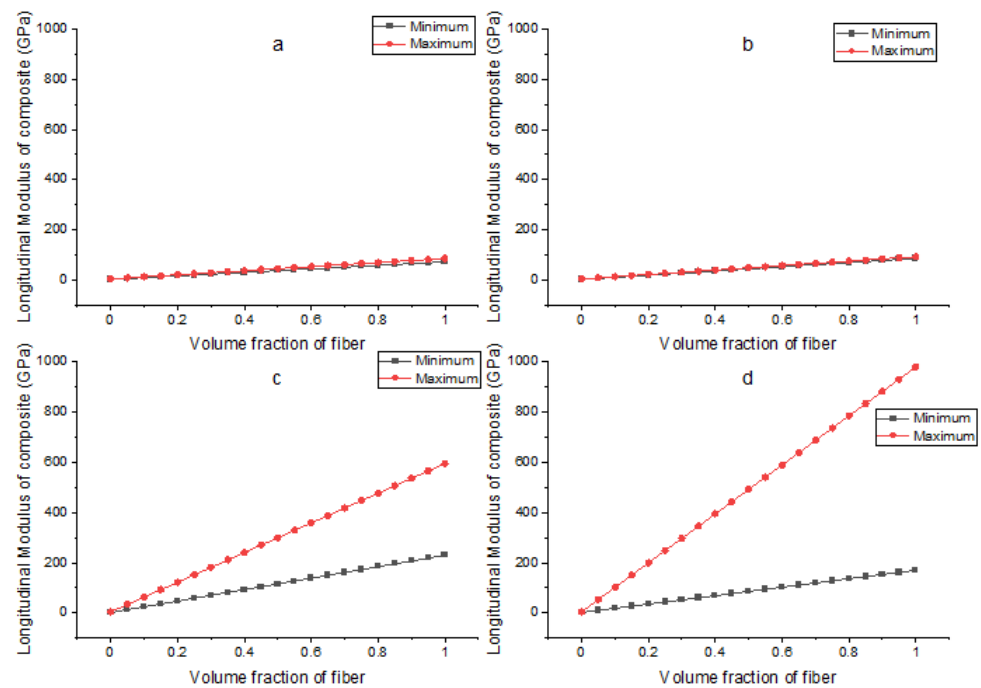 Longitudinal Modulus of composite (GPa)
1000
800
600
400
200
0
a
Minimum
Maximum
0 0.2 0.4 0.6 0.8 1
Volume fraction of fiber
Longitudinal Modulus of composite (GPa)
1000
800
600
400
200
0
b
Minimum
Maximum
0 0.2 0.4 0.6 0.8 1
Volume fraction of fiber
Longitudinal Modulus of composite (GPa)
1000
800
600
400
200
0
c
Minimum
Maximum
0 0.2 0.4 0.6 0.8 1
Volume fraction of fiber
Longitudinal Modulus of composite (GPa)
1000
800
600
400
200
0
d
Minimum
Maximum
0 0.2 0.4 0.6 0.8 1
Volume fraction of fiber